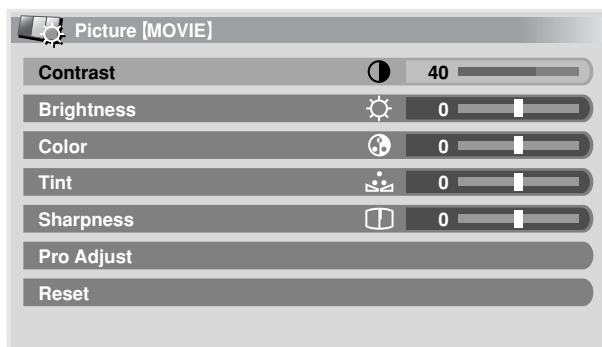 Picture [MOVIE]
Contrast 40
Brightness 0
Color 0
Tint 0
Sharpness 0
Pro Adjust
Reset